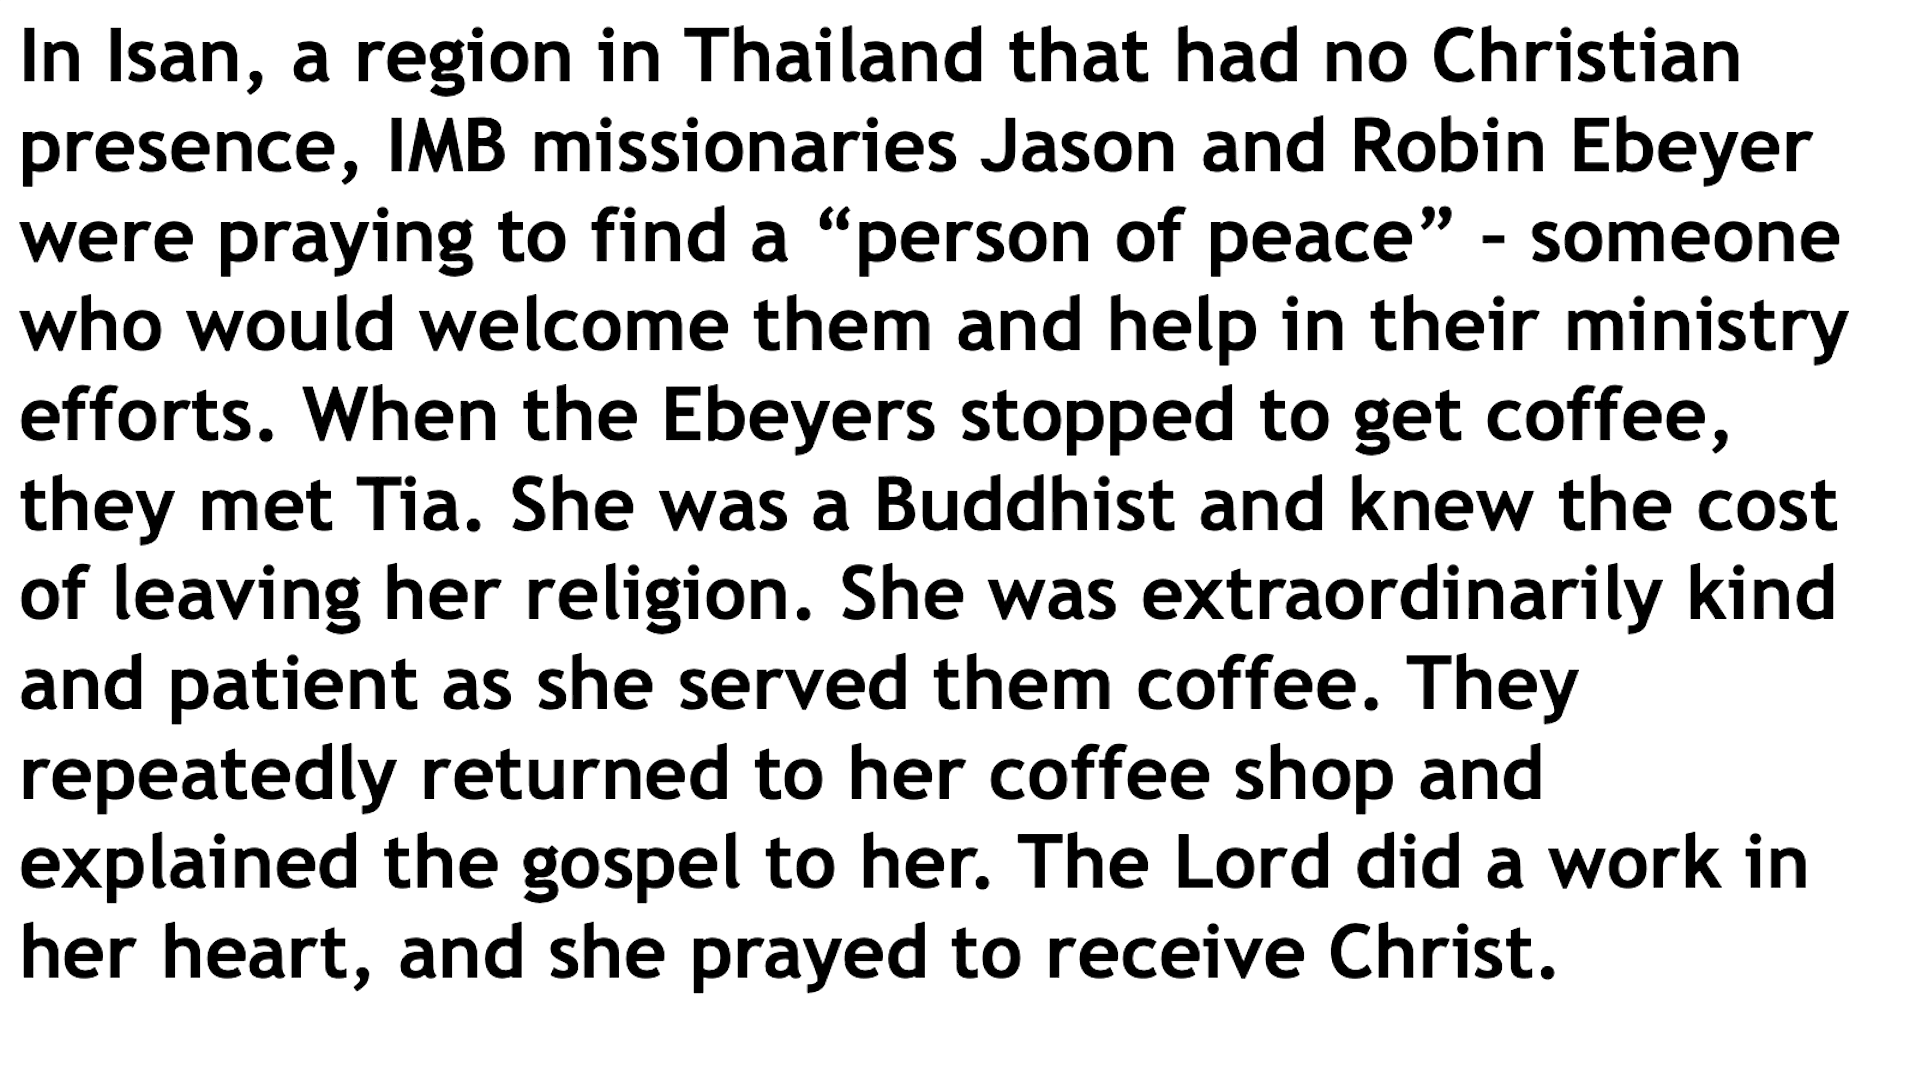 In Isan, a region in Thailand that had no Christian
presence, IMB missionaries Jason and Robin Ebeyer
were praying to find a “person of peace” – someone
who would welcome them and help in their ministry
efforts. When the Ebeyers stopped to get coffee,
they met Tia. She was a Buddhist and knew the cost
of leaving her religion. She was extraordinarily kind
and patient as she served them coffee. They
repeatedly returned to her coffee shop and
explained the gospel to her. The Lord did a work in
her heart, and she prayed to receive Christ.